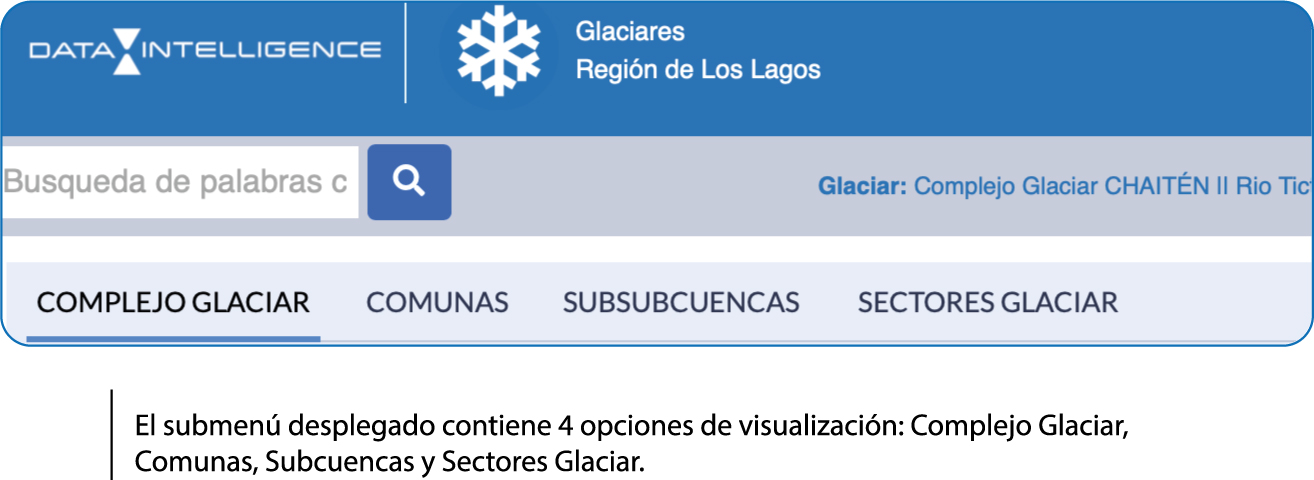 DATA INTELLIGENCE
Glaciares
Región de Los Lagos
Busqueda de palabras c
Glaciar: Complejo Glaciar CHAITÉN II Rio Tic
COMPLEJO GLACIAR COMUNAS SUBSUBCUENCAS SECTORES GLACIAR
El submenú desplegado contiene 4 opciones de visualización: Complejo Glaciar,
Comunas, Subcuencas y Sectores Glaciar.